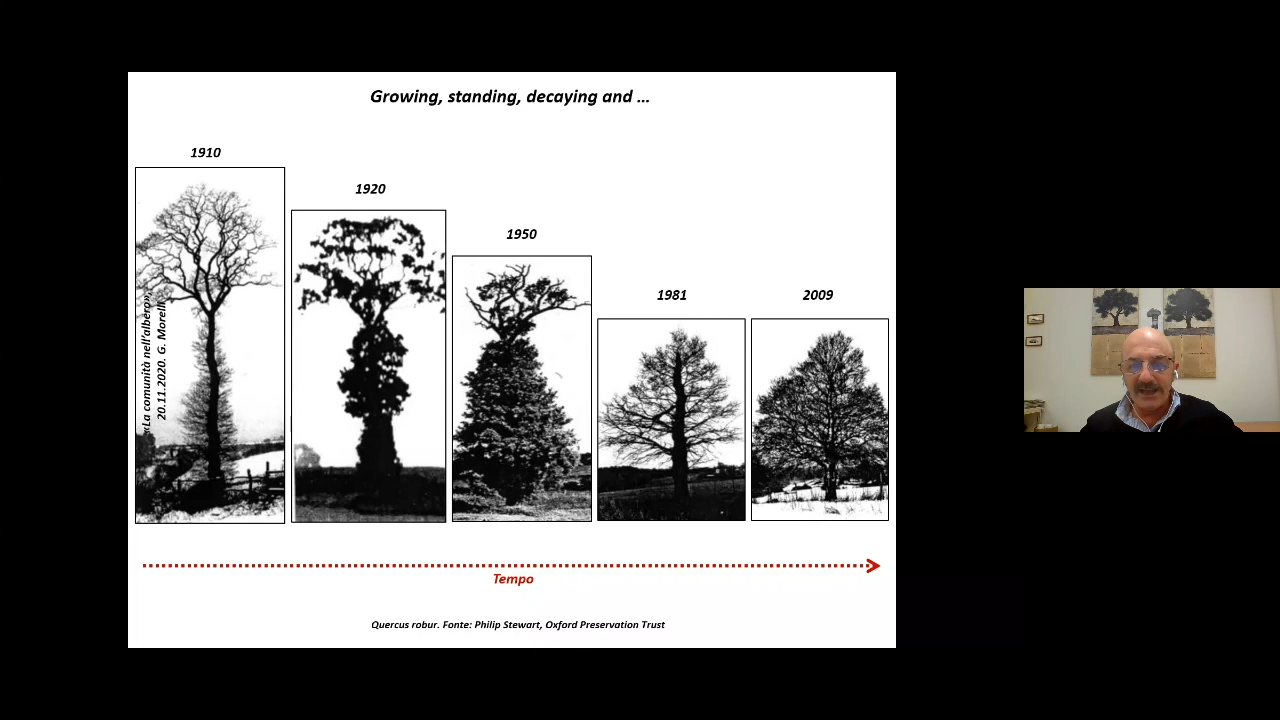 Growing, standing, decaying and ...
1910
1920
1950
1981
2009
«La comunità nell'albero»,
20.11.2020. G. Morelli
Tempo
Quercus robur. Fonte: Philip Stewart, Oxford Preservation Trust